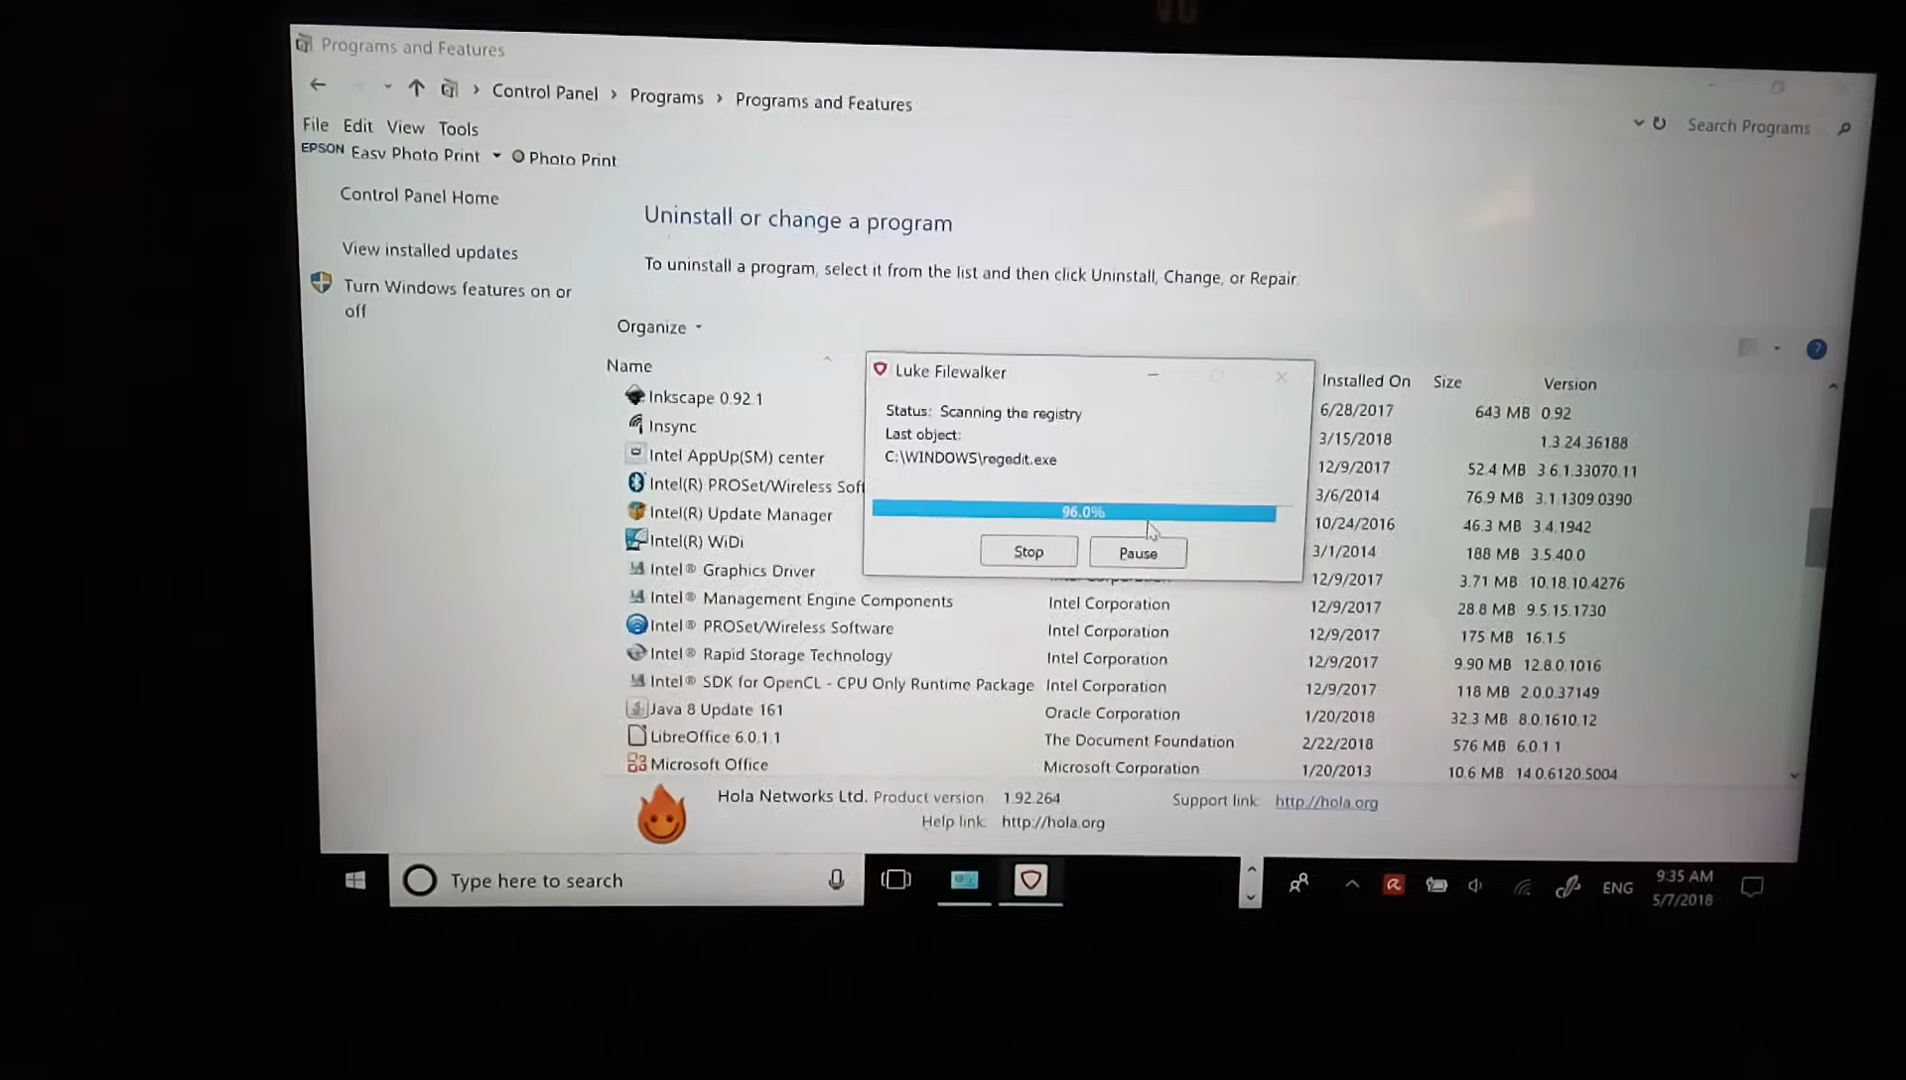 Programs and Features
Control Panel > Programs > Programs and Features
Search Programs
File Edit View Tools
EPSON Easy Photo Print Photo Print
Control Panel Home
View installed updates
Turn Windows features on or
off
Uninstall or change a program
To uninstall a program, select it from the list and then click Uninstall, Change, or Repair.
Organize
Name Installed On Size Version
Inkscape 0.92.1 6/28/2017 643 MB 0.92
Insync 3/15/2018 1.3.24.36188
Intel AppUp(SM) center 12/9/2017 52.4 MB 3.6.1.33070.11
Intel(R) PROSet/Wireless Soft 3/6/2014 76.9 MB 3.1.1309.0390
Intel(R) Update Manager 10/24/2016 46.3 MB 3.4.1942
Intel(R) WiDi 3/1/2014 188 MB 3.5.40.0
Intel® Graphics Driver 12/9/2017 3.71 MB 10.18.10.4276
Intel® Management Engine Components Intel Corporation 12/9/2017 28.8 MB 9.5.15.1730
Intel® PROSet/Wireless Software Intel Corporation 12/9/2017 175 MB 16.1.5
Intel® Rapid Storage Technology Intel Corporation 12/9/2017 9.90 MB 12.8.0.1016
Intel® SDK for OpenCL - CPU Only Runtime Package Intel Corporation 12/9/2017 118 MB 2.0.0.37149
Java 8 Update 161 Oracle Corporation 1/20/2018 32.3 MB 8.0.1610.12
LibreOffice 6.0.1.1 The Document Foundation 2/22/2018 576 MB 6.0.1.1
Microsoft Office Microsoft Corporation 1/20/2013 10.6 MB 14.0.6120.5004
Luke Filewalker
Status: Scanning the registry
Last object:
C:\WINDOWS\regedit.exe
96.0%
Stop Pause
Hola Networks Ltd. Product version 1.92.264 Support link: http://hola.org
Help link: http://hola.org
Type here to search
ENG
9:35 AM
5/7/2018